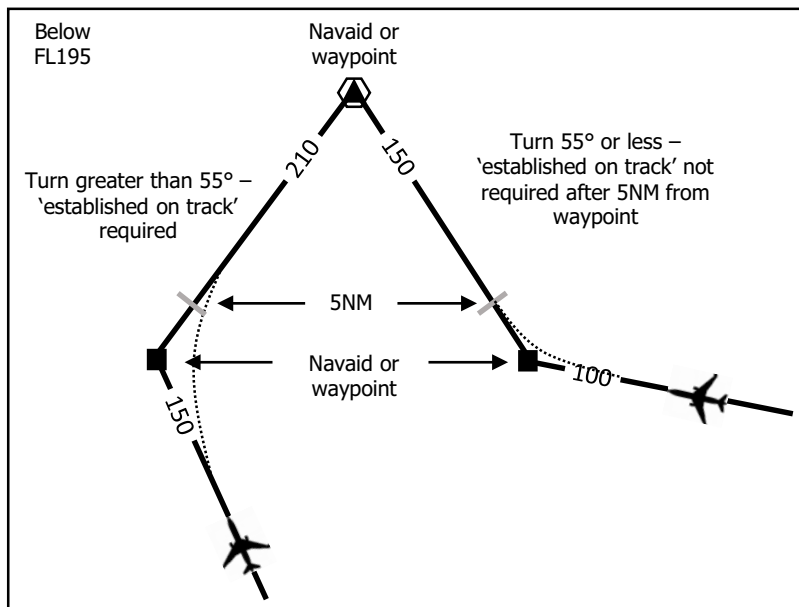 Below
FL195
Navaid or
waypoint
210
150
Turn greater than 55° –
‘established on track’
required
Turn 55° or less –
‘established on track’ not
required after 5NM from
waypoint
5NM
Navaid or
waypoint
150
100